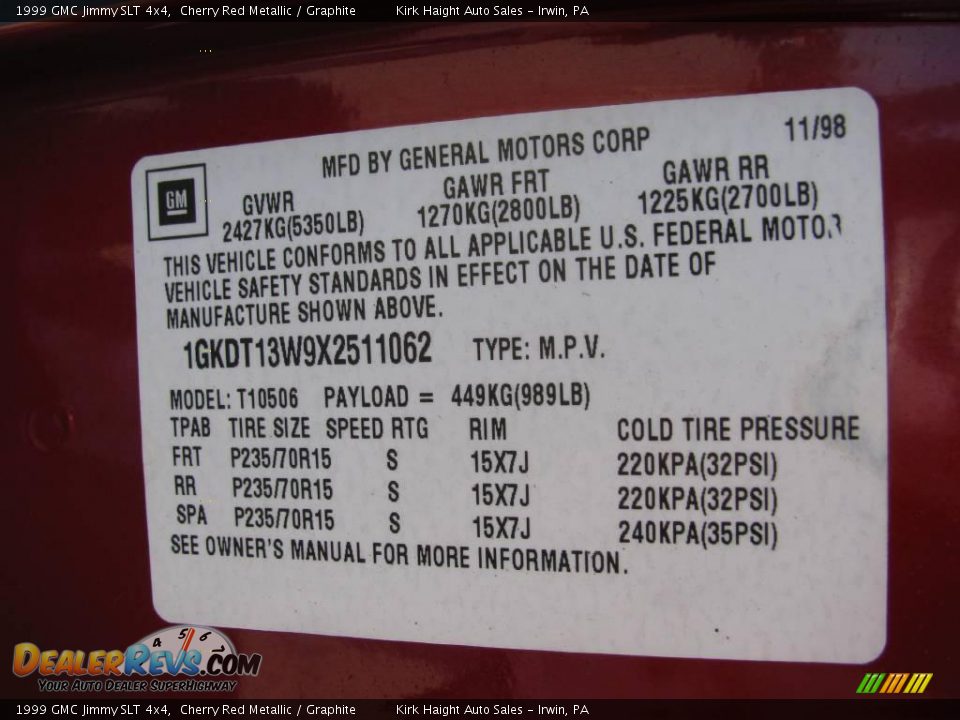 1999 GMC Jimmy SLT 4x4, Cherry Red Metallic / Graphite Kirk Haight Auto Sales - Irwin, PA
MFD BY GENERAL MOTORS CORP 11/98
GM
GVWR GAWR FRT GAWR RR
2427KG(5350LB) 1270KG(2800LB) 1225KG(2700LB)
THIS VEHICLE CONFORMS TO ALL APPLICABLE U.S. FEDERAL MOTOR
VEHICLE SAFETY STANDARDS IN EFFECT ON THE DATE OF
MANUFACTURE SHOWN ABOVE.
1GKDT13W9X2511062 TYPE: M.P.V.
MODEL: T10506 PAYLOAD = 449KG(989LB)
TPAB TIRE SIZE SPEED RTG RIM COLD TIRE PRESSURE
FRT P235/70R15 S 15X7J 220KPA(32PSI)
RR P235/70R15 S 15X7J 220KPA(32PSI)
SPA P235/70R15 S 15X7J 240KPA(35PSI)
SEE OWNER'S MANUAL FOR MORE INFORMATION.
4 5 6
DEALERREVS.COM
YOUR AUTO DEALER SUPERHIGHWAY
1999 GMC Jimmy SLT 4x4, Cherry Red Metallic / Graphite Kirk Haight Auto Sales - Irwin, PA